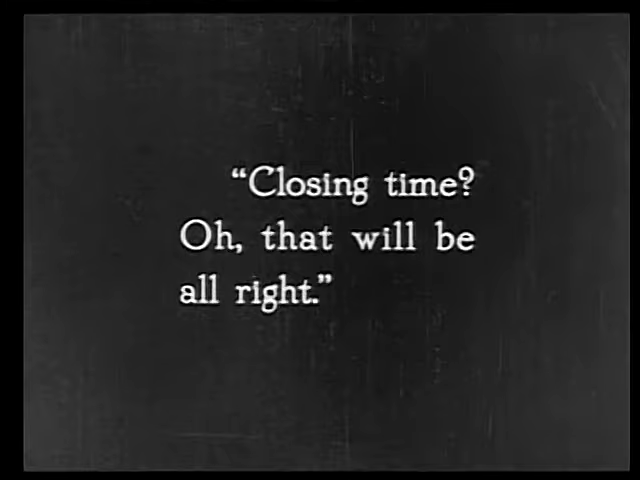 “Closing time?
Oh, that will be
all right.”